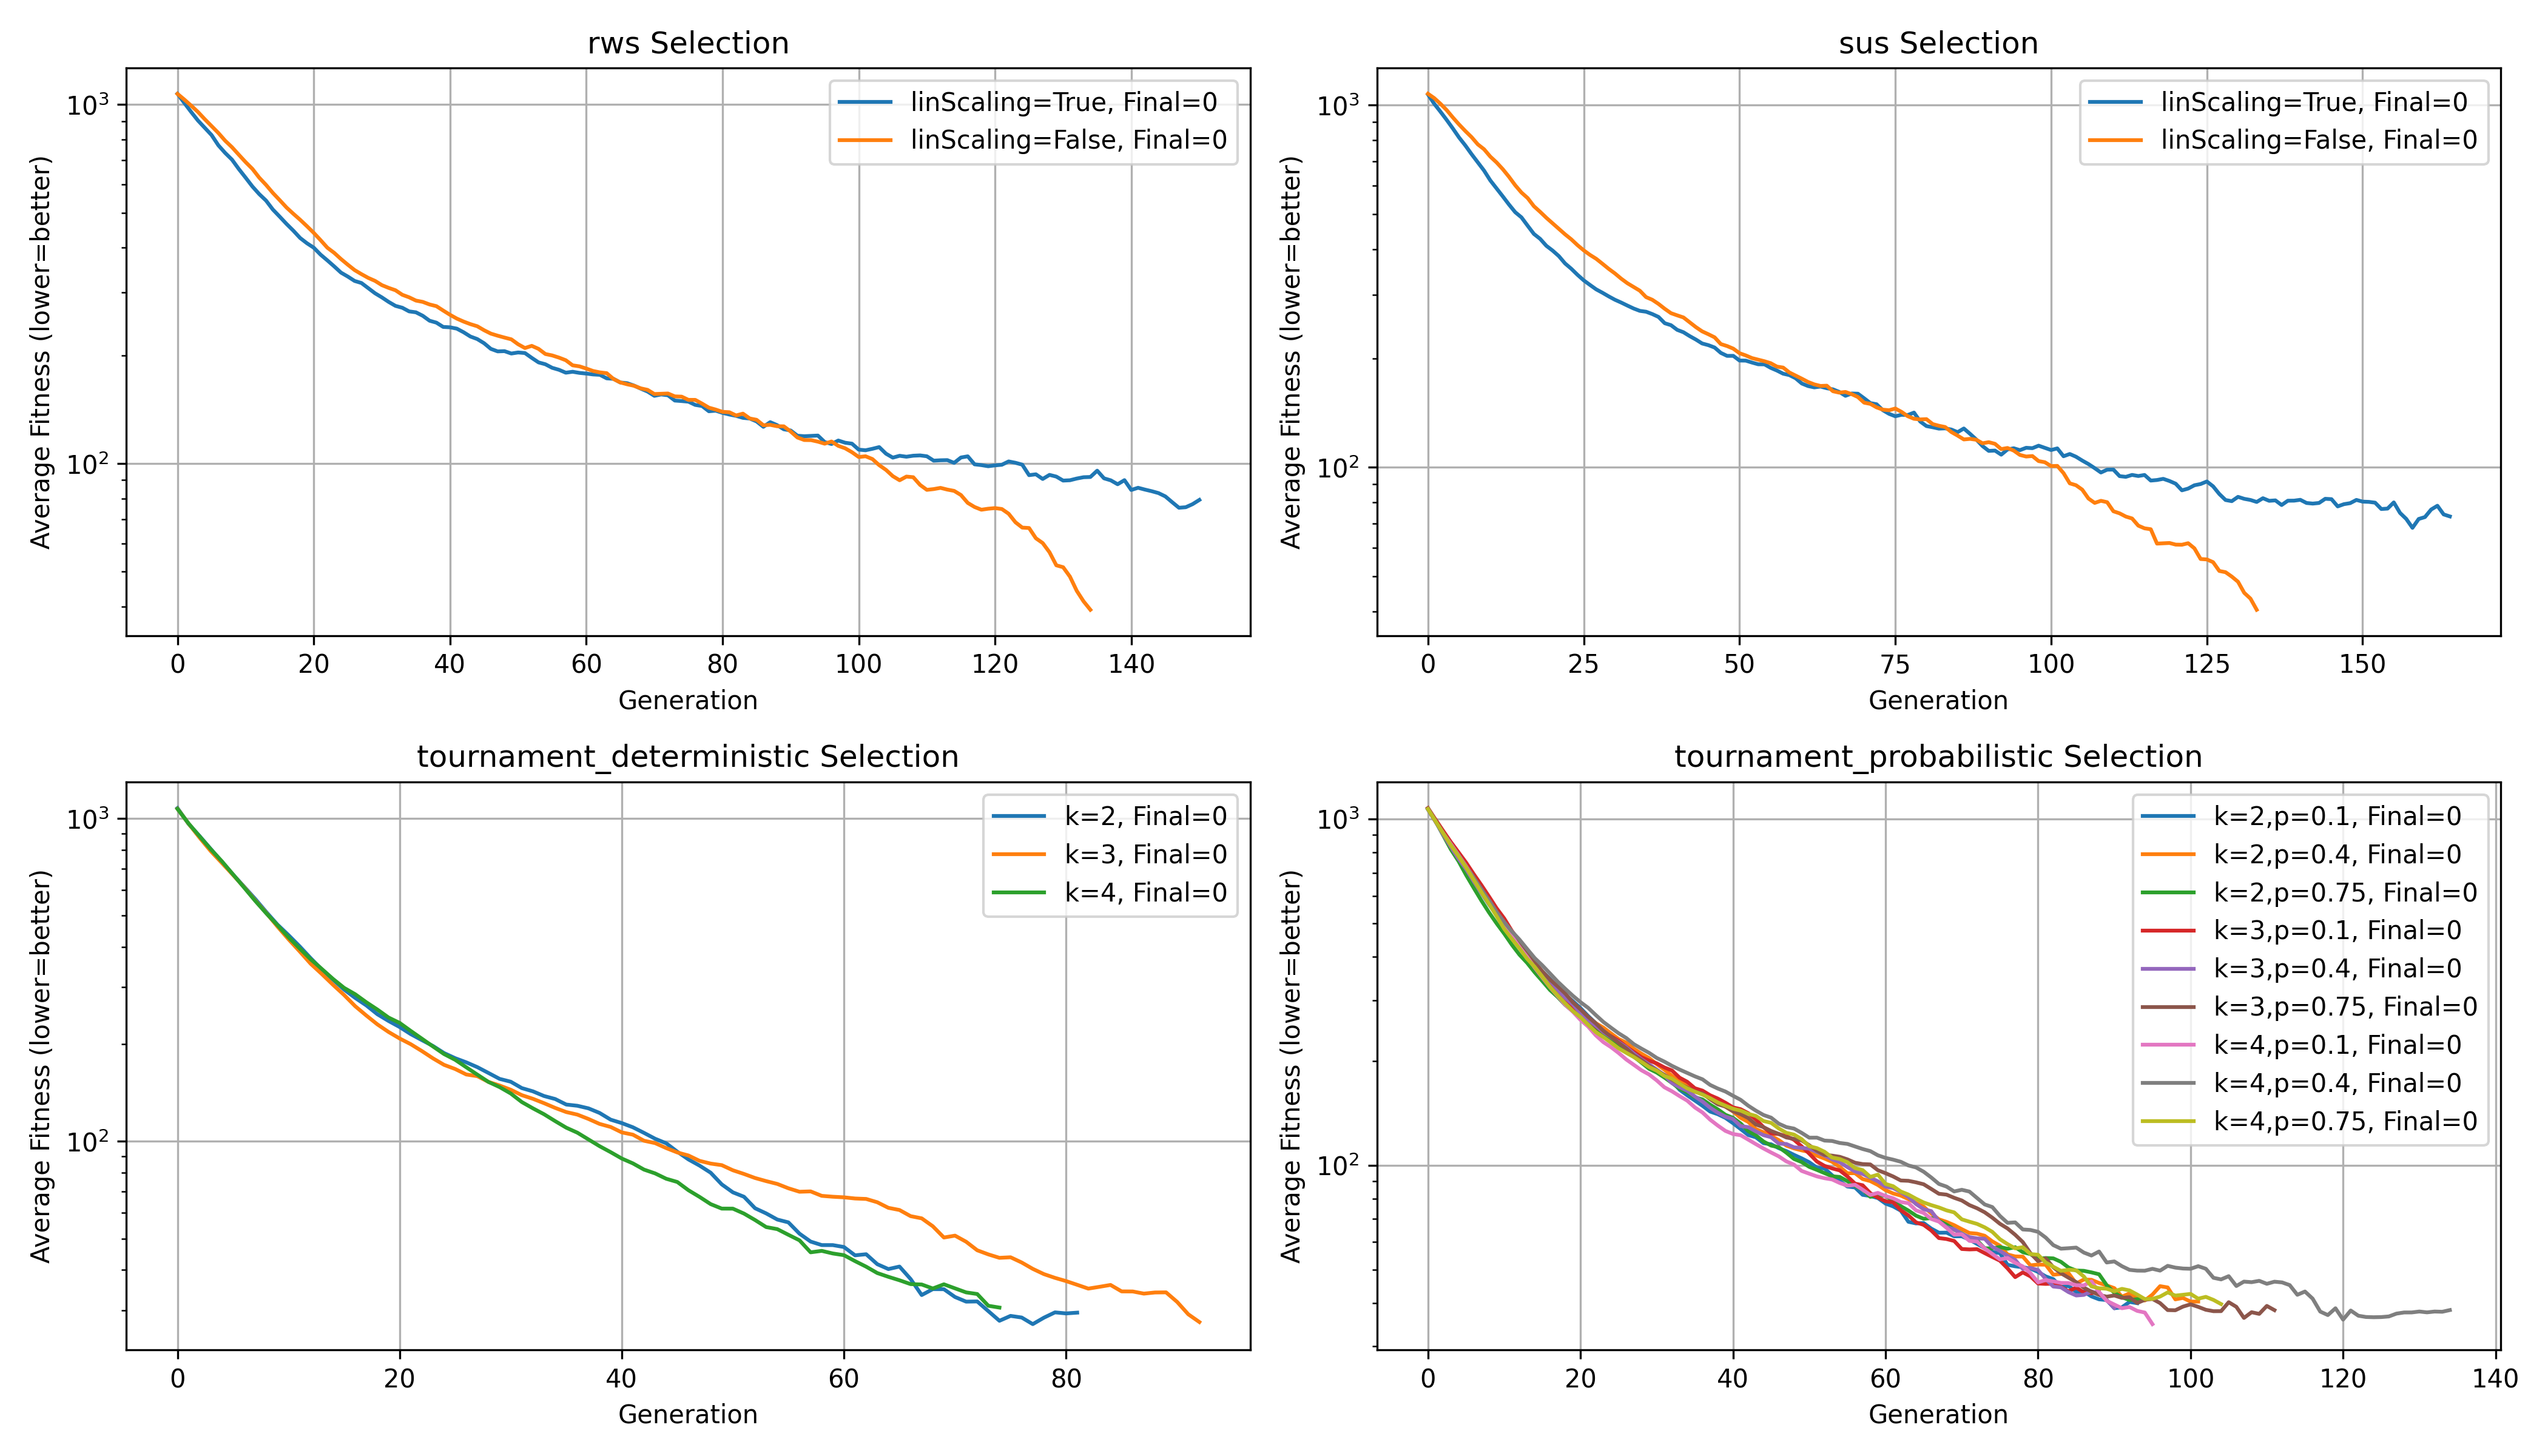 rws Selection
10³
10²
Average Fitness (lower=better)
linScaling=True, Final=0
linScaling=False, Final=0
0 20 40 60 80 100 120 140
Generation
sus Selection
10³
10²
Average Fitness (lower=better)
linScaling=True, Final=0
linScaling=False, Final=0
0 25 50 75 100 125 150
Generation
tournament_deterministic Selection
10³
10²
Average Fitness (lower=better)
k=2, Final=0
k=3, Final=0
k=4, Final=0
0 20 40 60 80
Generation
tournament_probabilistic Selection
10³
10²
Average Fitness (lower=better)
k=2,p=0.1, Final=0
k=2,p=0.4, Final=0
k=2,p=0.75, Final=0
k=3,p=0.1, Final=0
k=3,p=0.4, Final=0
k=3,p=0.75, Final=0
k=4,p=0.1, Final=0
k=4,p=0.4, Final=0
k=4,p=0.75, Final=0
0 20 40 60 80 100 120 140
Generation